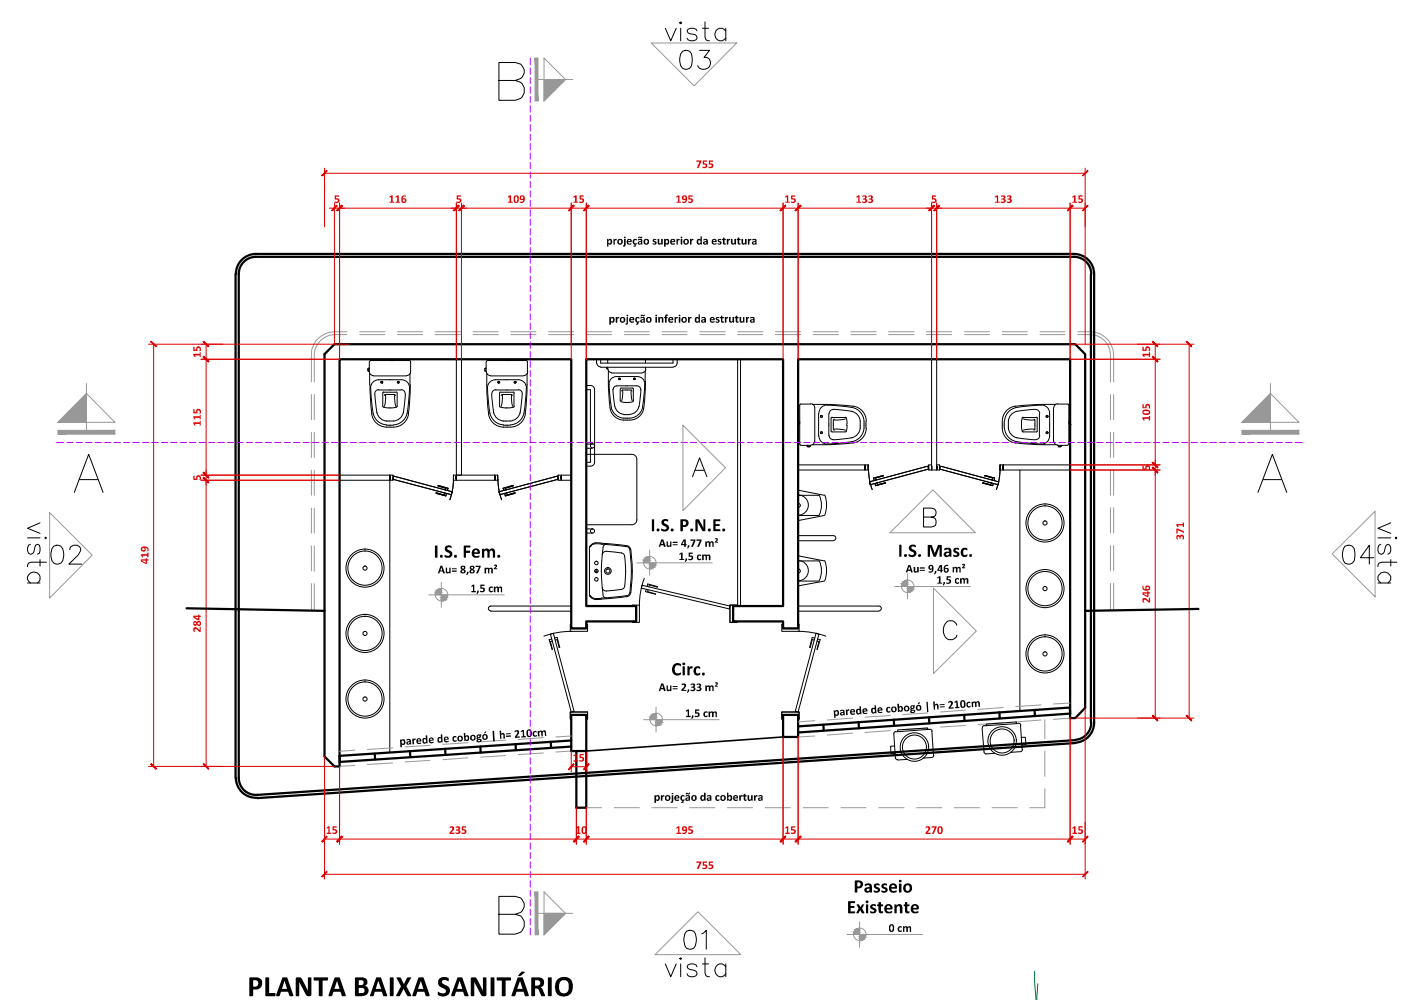 vista
03
B
755
5
116
5
109
15
195
15
133
5
133
15
projeção superior da estrutura
projeção inferior da estrutura
15
115
5
284
419
15
105
5
246
371
A
A
vista
02
vista
04
A
B
C
I.S. P.N.E.
Au= 4,77 m²
1,5 cm
I.S. Fem.
Au= 8,87 m²
1,5 cm
I.S. Masc.
Au= 9,46 m²
1,5 cm
Circ.
Au= 2,33 m²
1,5 cm
parede de cobogó | h= 210cm
parede de cobogó | h= 210cm
15
projeção da cobertura
15
235
10
195
15
270
15
755
B
01
vista
Passeio
Existente
0 cm
PLANTA BAIXA SANITÁRIO